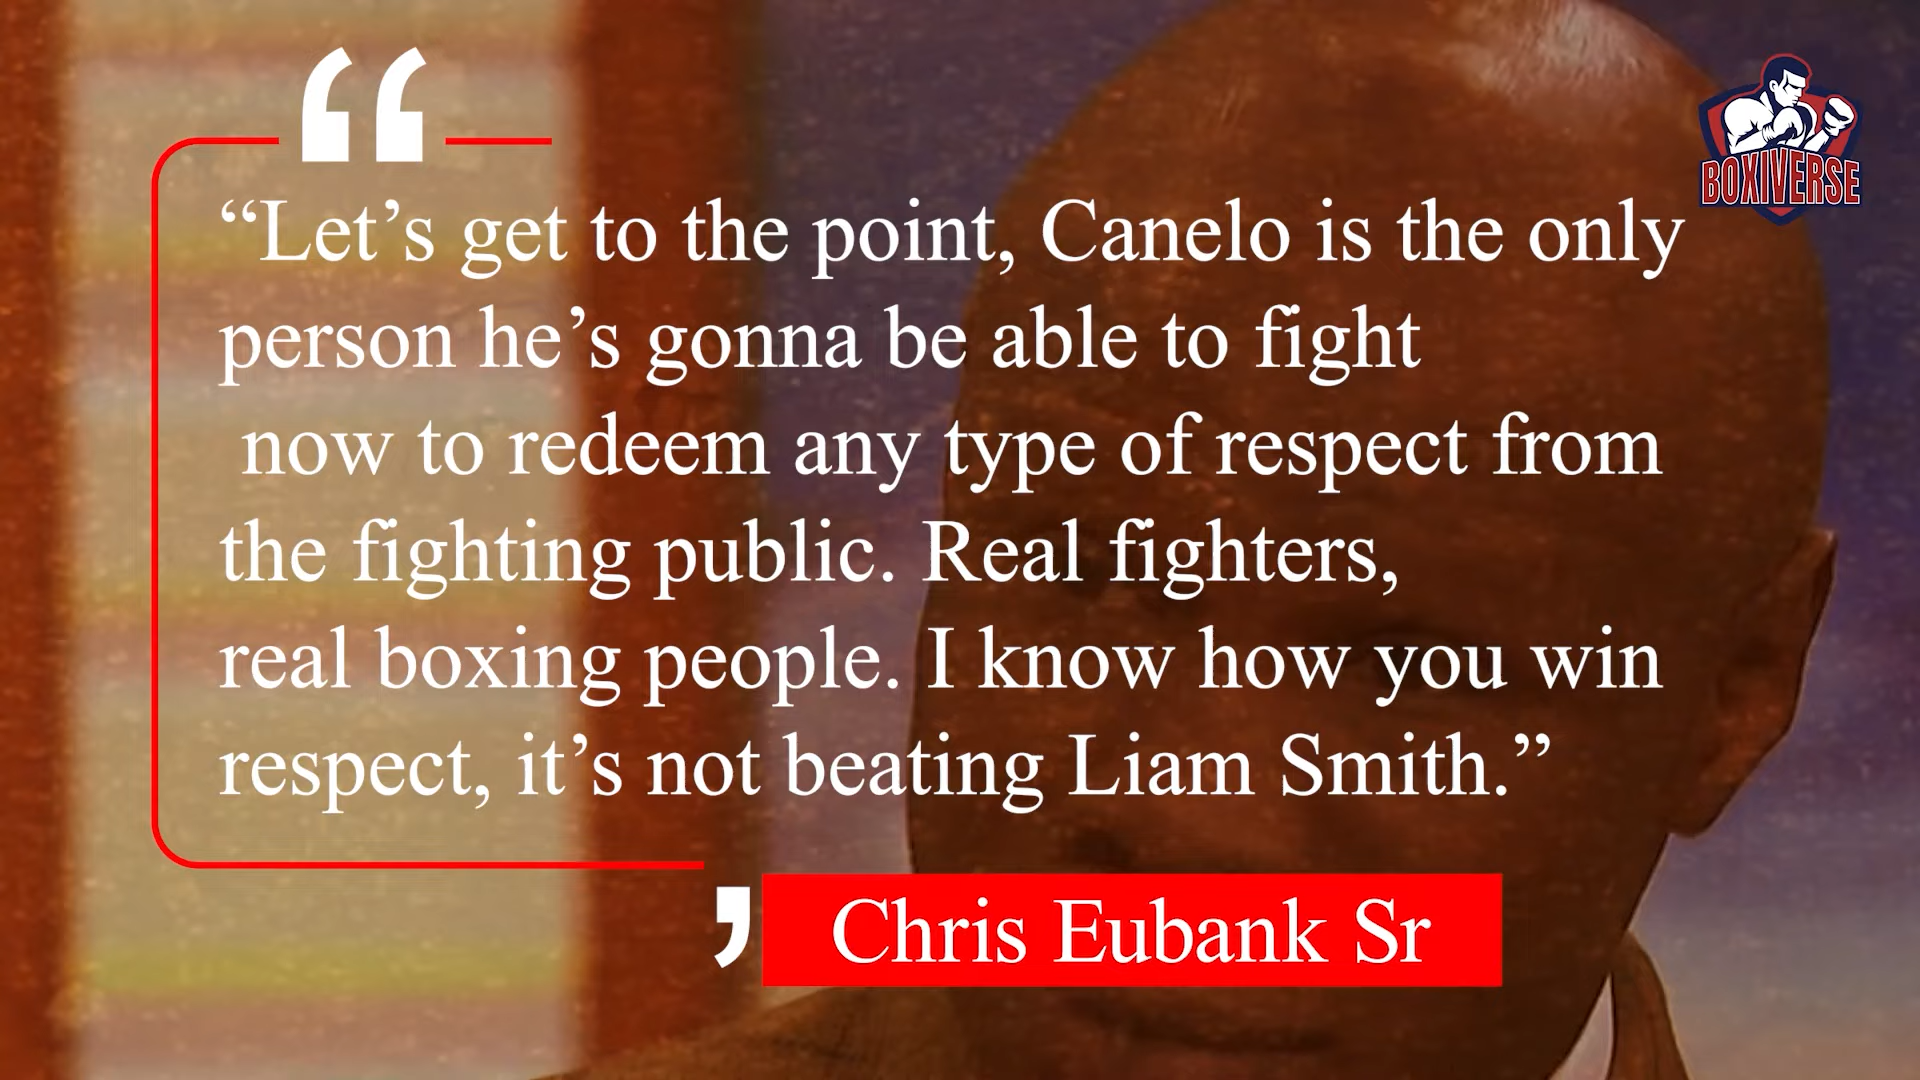 BOXIVERSE
“Let’s get to the point, Canelo is the only
person he’s gonna be able to fight
now to redeem any type of respect from
the fighting public. Real fighters,
real boxing people. I know how you win
respect, it’s not beating Liam Smith.”
Chris Eubank Sr